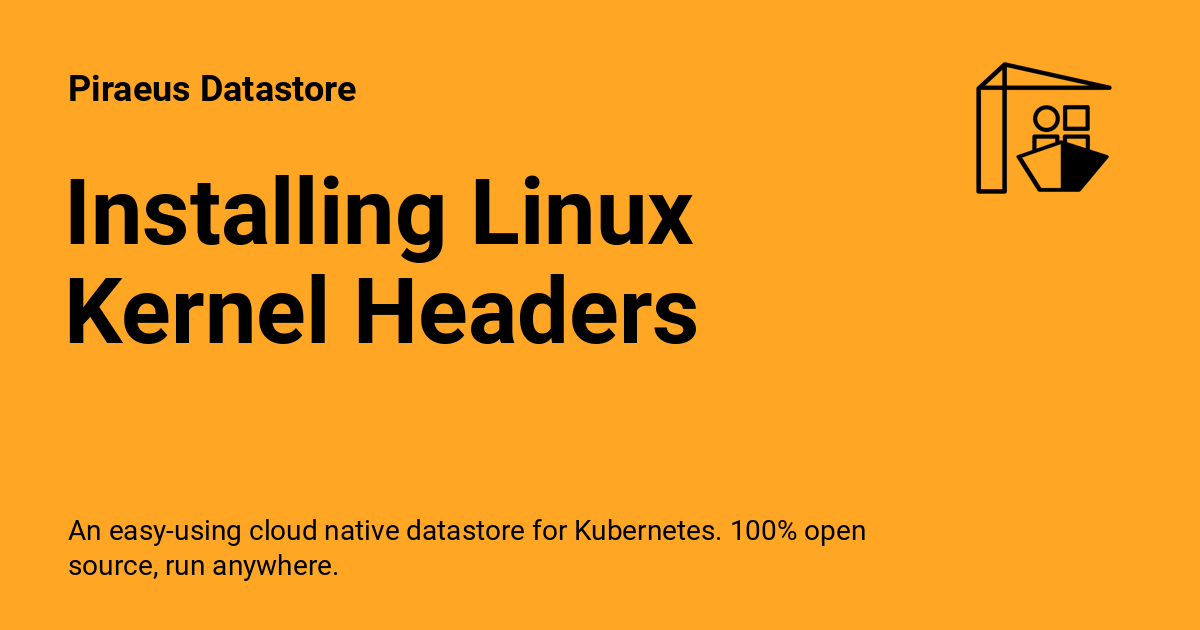 Piraeus Datastore
Installing Linux
Kernel Headers
An easy-using cloud native datastore for Kubernetes. 100% open
source, run anywhere.